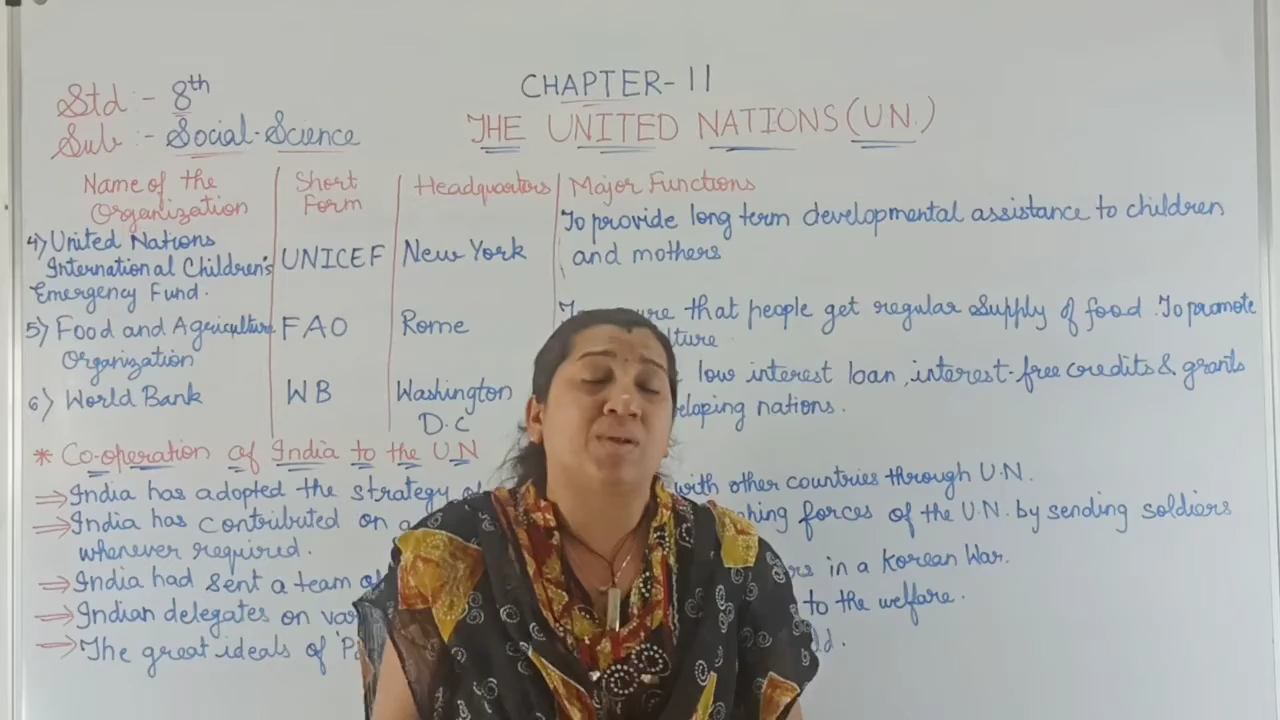 Std :- 8th
Sub :- Social-Science
CHAPTER-11
THE UNITED NATIONS (U.N.)
Name of the Organization
Short Form
Headquarters
Major Functions
4) United Nations International Children's Emergency Fund.
UNICEF
New York
To provide long term developmental assistance to children
and mothers
5) Food and Agriculture Organization
FAO
Rome
that people get regular supply of food. To promote
6) World Bank
WB
Washington D.C
low interest loan, interest-free credits & grants
nations.
* Co-operation of India to the U.N
⇒ India has adopted the strategy with other countries through U.N.
⇒ India has contributed on forces of the U.N. by sending soldiers
whenever required.
⇒ India had sent a team of in a Korean War.
⇒ Indian delegates on to the welfare.
⇒ The great ideals of